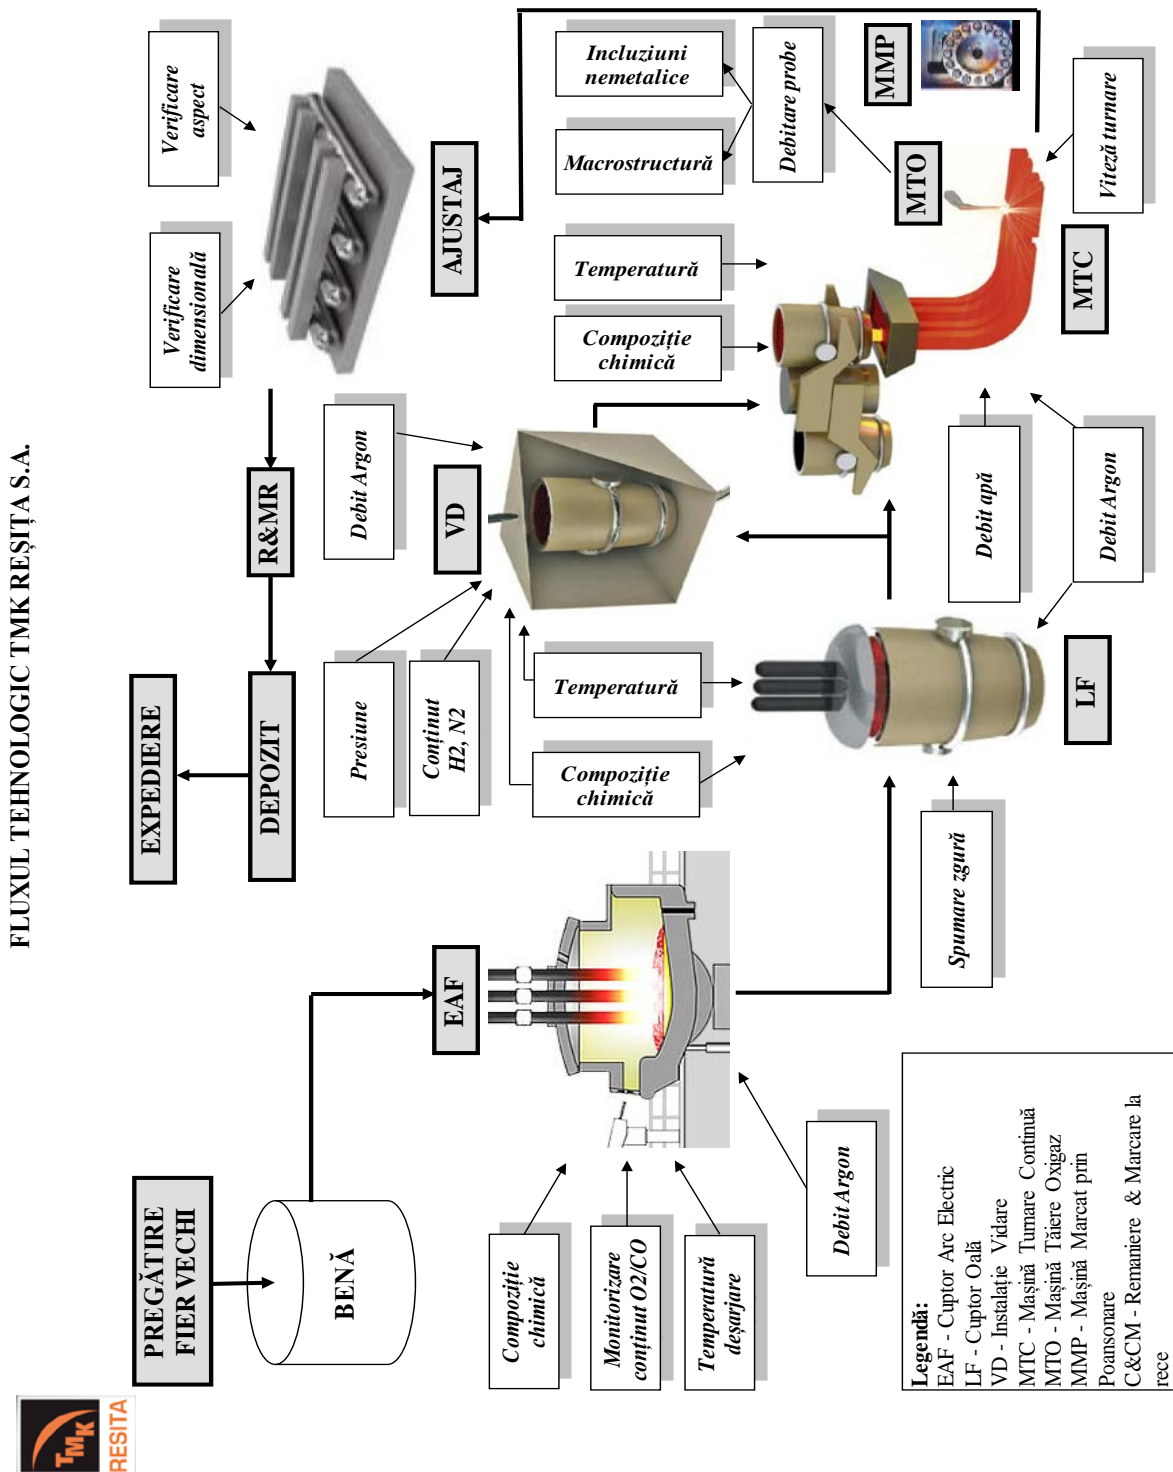 TMK
RESITA
FLUXUL TEHNOLOGIC TMK REȘIȚA S.A.
PREGĂTIRE
FIER VECHI
BENĂ
EXPEDIERE
DEPOZIT
R&MR
Verificare
dimensională
Verificare
aspect
EAF
Compoziție
chimică
Monitorizare
conținut O2/CO
Temperatură
deșarjare
Debit Argon
Presiune
Conținut
H2, N2
Debit Argon
VD
AJUSTAJ
Compoziție
chimică
Temperatură
Compoziție
chimică
Temperatură
Macrostructură
Incluziuni
nemetalice
Debitare probe
MTO
MMP
Spumare zgură
LF
Debit apă
Debit Argon
MTC
Viteză turnare
Legendă:
EAF - Cuptor Arc Electric
LF - Cuptor Oală
VD - Instalație Vidare
MTC - Mașină Turnare Continuă
MTO - Mașină Tăiere Oxigaz
MMP - Mașină Marcat prin
Poansonare
C&CM - Remaniere & Marcare la
rece